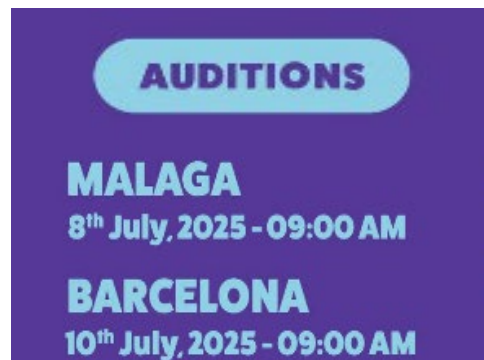 AUDITIONS
MALAGA
8th July, 2025 - 09:00 AM
BARCELONA
10th July, 2025 - 09:00 AM